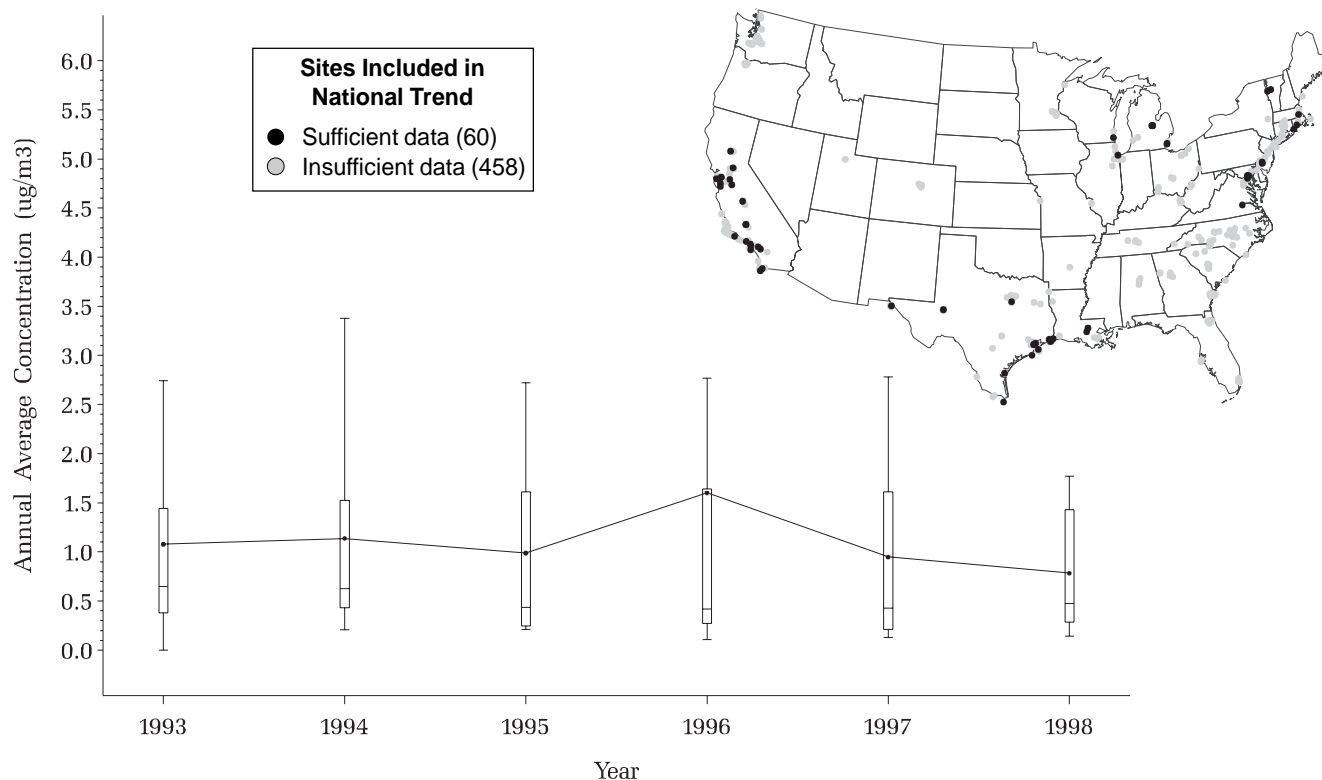 Sites Included in
National Trend
Sufficient data (60)
Insufficient data (458)
Annual Average Concentration (ug/m3)
6.0
5.5
5.0
4.5
4.0
3.5
3.0
2.5
2.0
1.5
1.0
0.5
0.0
1993 1994 1995 1996 1997 1998
Year